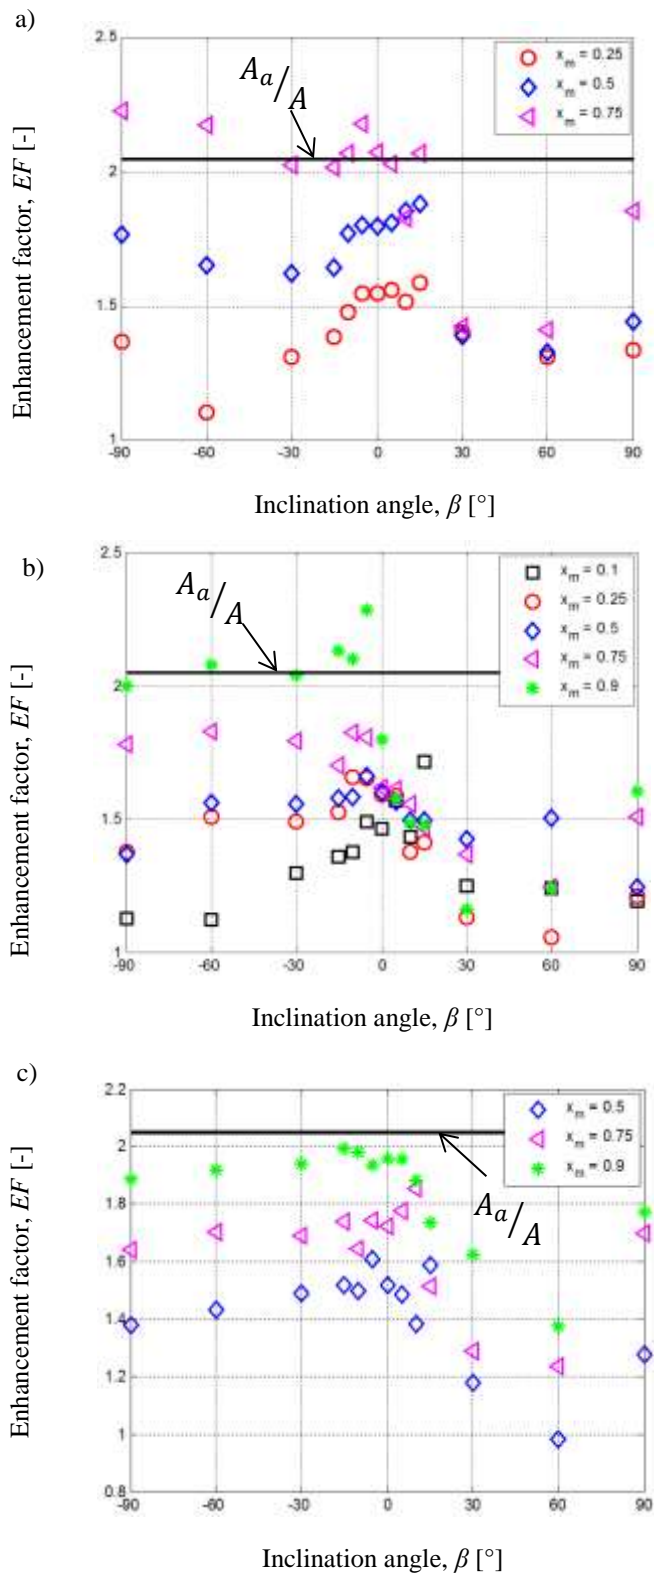 a)
2.5
2
1.5
1
Enhancement factor, EF [-]
A_a/A
x_m = 0.25
x_m = 0.5
x_m = 0.75
-90 -60 -30 0 30 60 90
Inclination angle, β [°]
b)
2.5
2
1.5
1
Enhancement factor, EF [-]
A_a/A
x_m = 0.1
x_m = 0.25
x_m = 0.5
x_m = 0.75
x_m = 0.9
-90 -60 -30 0 30 60 90
Inclination angle, β [°]
c)
2.2
2
1.8
1.6
1.4
1.2
1
0.8
Enhancement factor, EF [-]
x_m = 0.5
x_m = 0.75
x_m = 0.9
A_a/A
-90 -60 -30 0 30 60 90
Inclination angle, β [°]